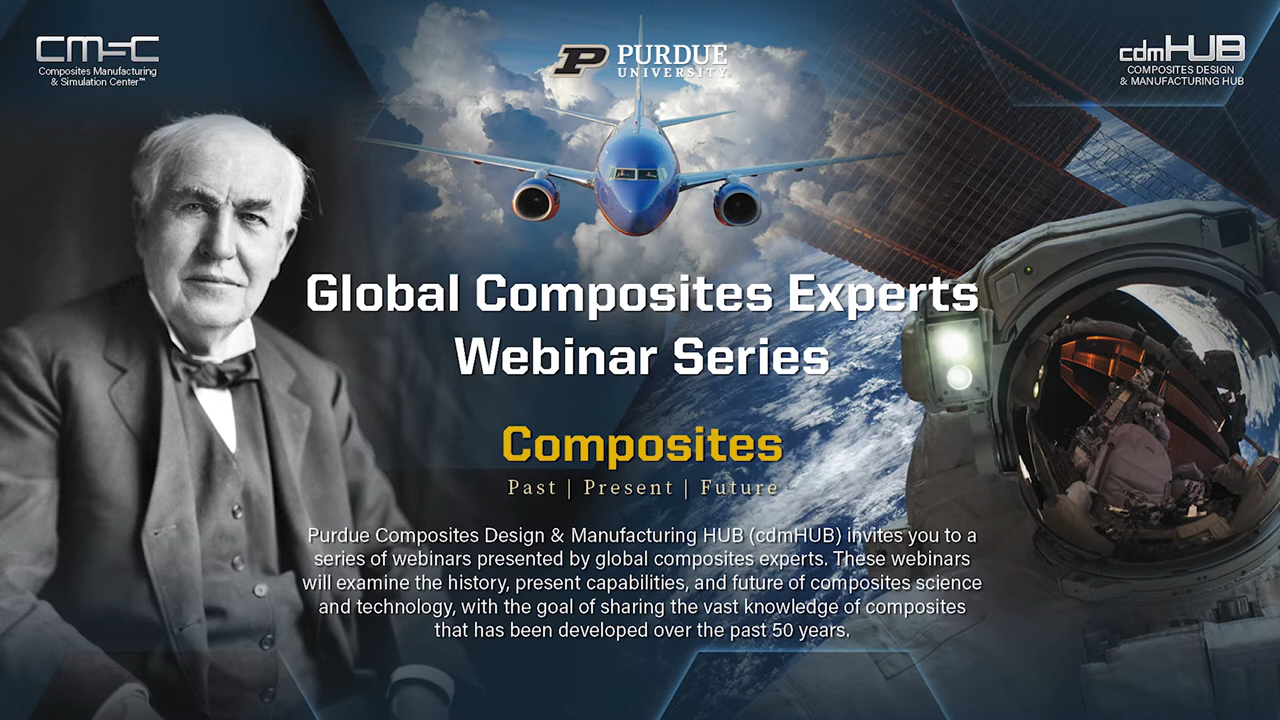 CMSC
Composites Manufacturing
& Simulation Center™
PURDUE
UNIVERSITY®
cdmHUB
COMPOSITES DESIGN
& MANUFACTURING HUB
Global Composites Experts
Webinar Series
Composites
Past | Present | Future
Purdue Composites Design & Manufacturing HUB (cdmHUB) invites you to a
series of webinars presented by global composites experts. These webinars
will examine the history, present capabilities, and future of composites science
and technology, with the goal of sharing the vast knowledge of composites
that has been developed over the past 50 years.